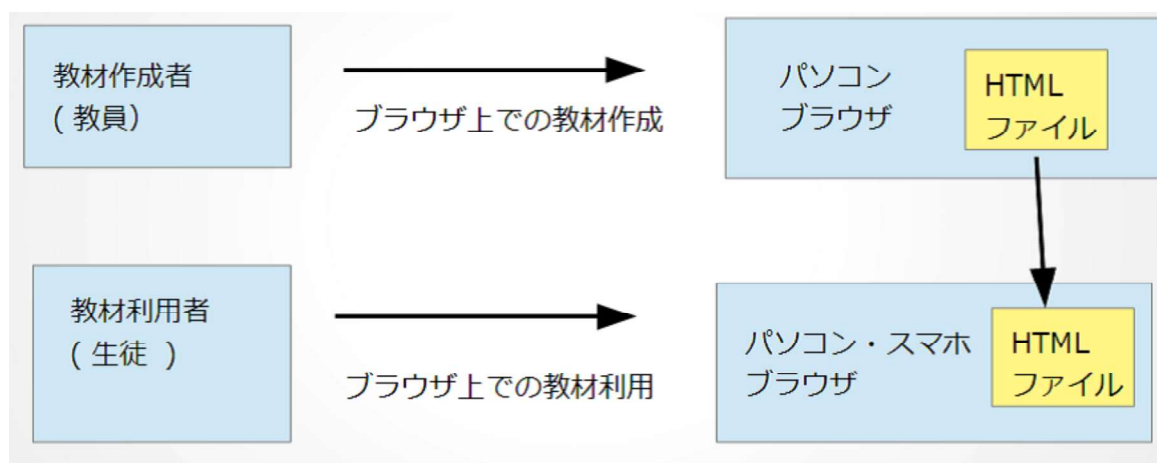 教材作成者
( 教員）
ブラウザ上での教材作成
パソコン
ブラウザ
HTML
ファイル
教材利用者
( 生徒 )
ブラウザ上での教材利用
パソコン・スマホ
ブラウザ
HTML
ファイル